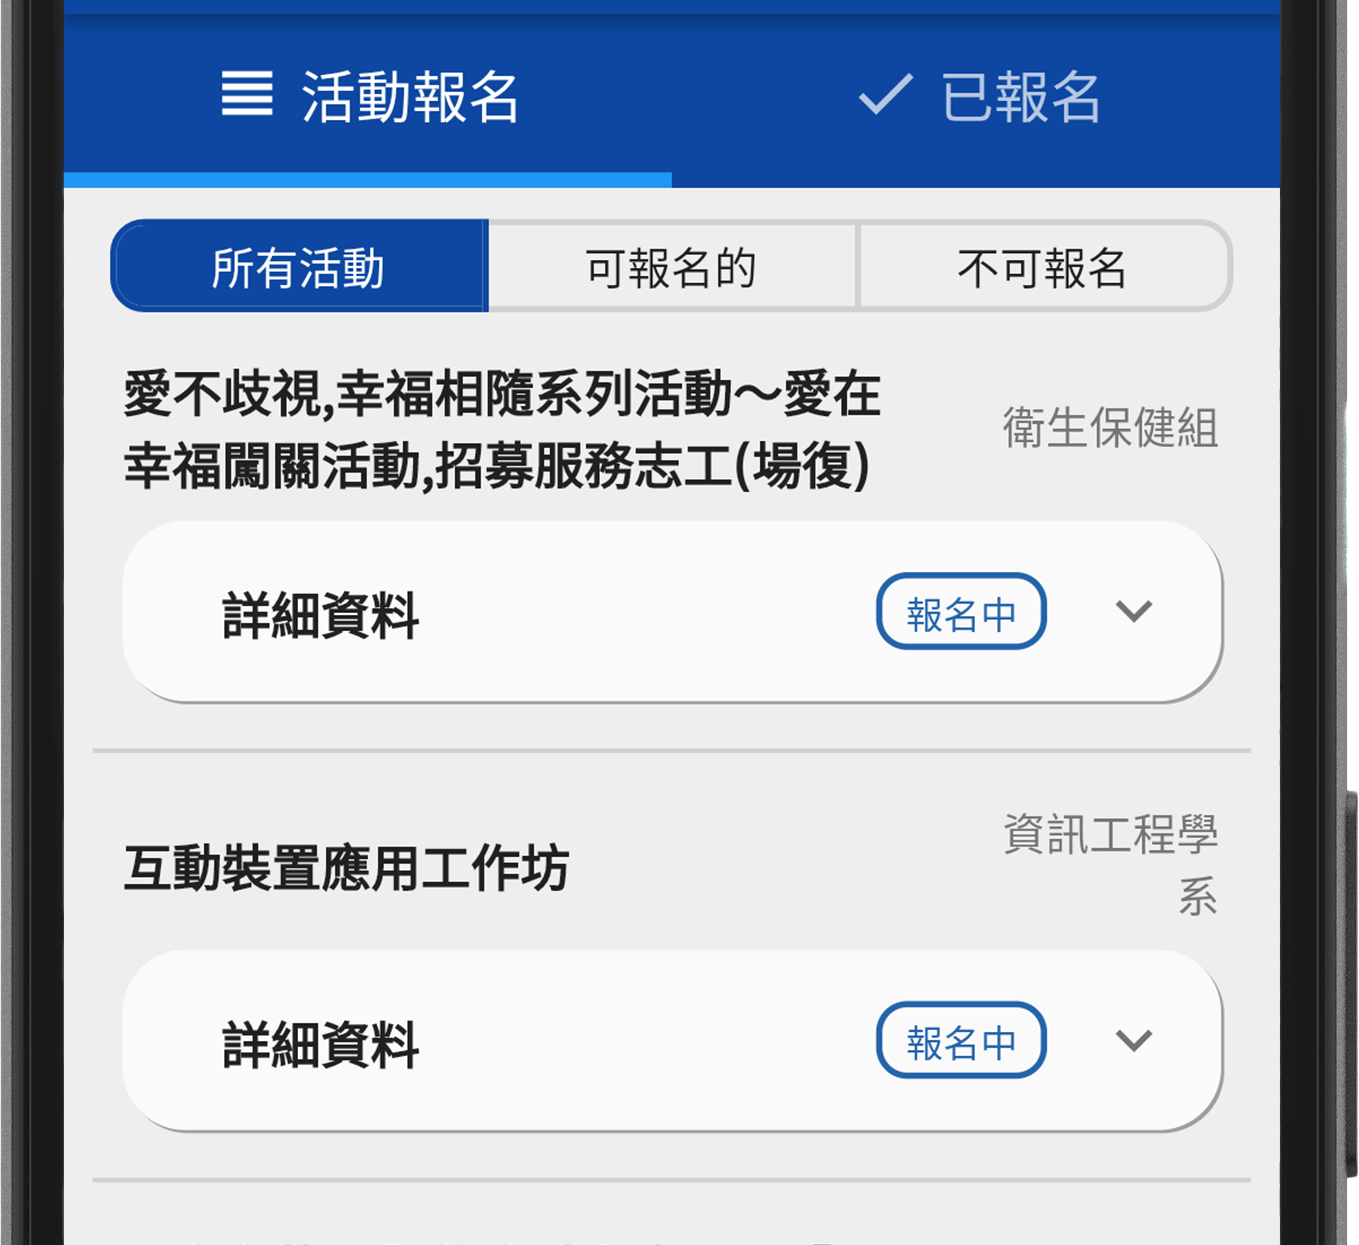 活動報名
已報名
所有活動
可報名的
不可報名
愛不歧視,幸福相隨系列活動～愛在
幸福闖關活動,招募服務志工(場復)
衛生保健組
詳細資料
報名中
互動裝置應用工作坊
資訊工程學
系
詳細資料
報名中